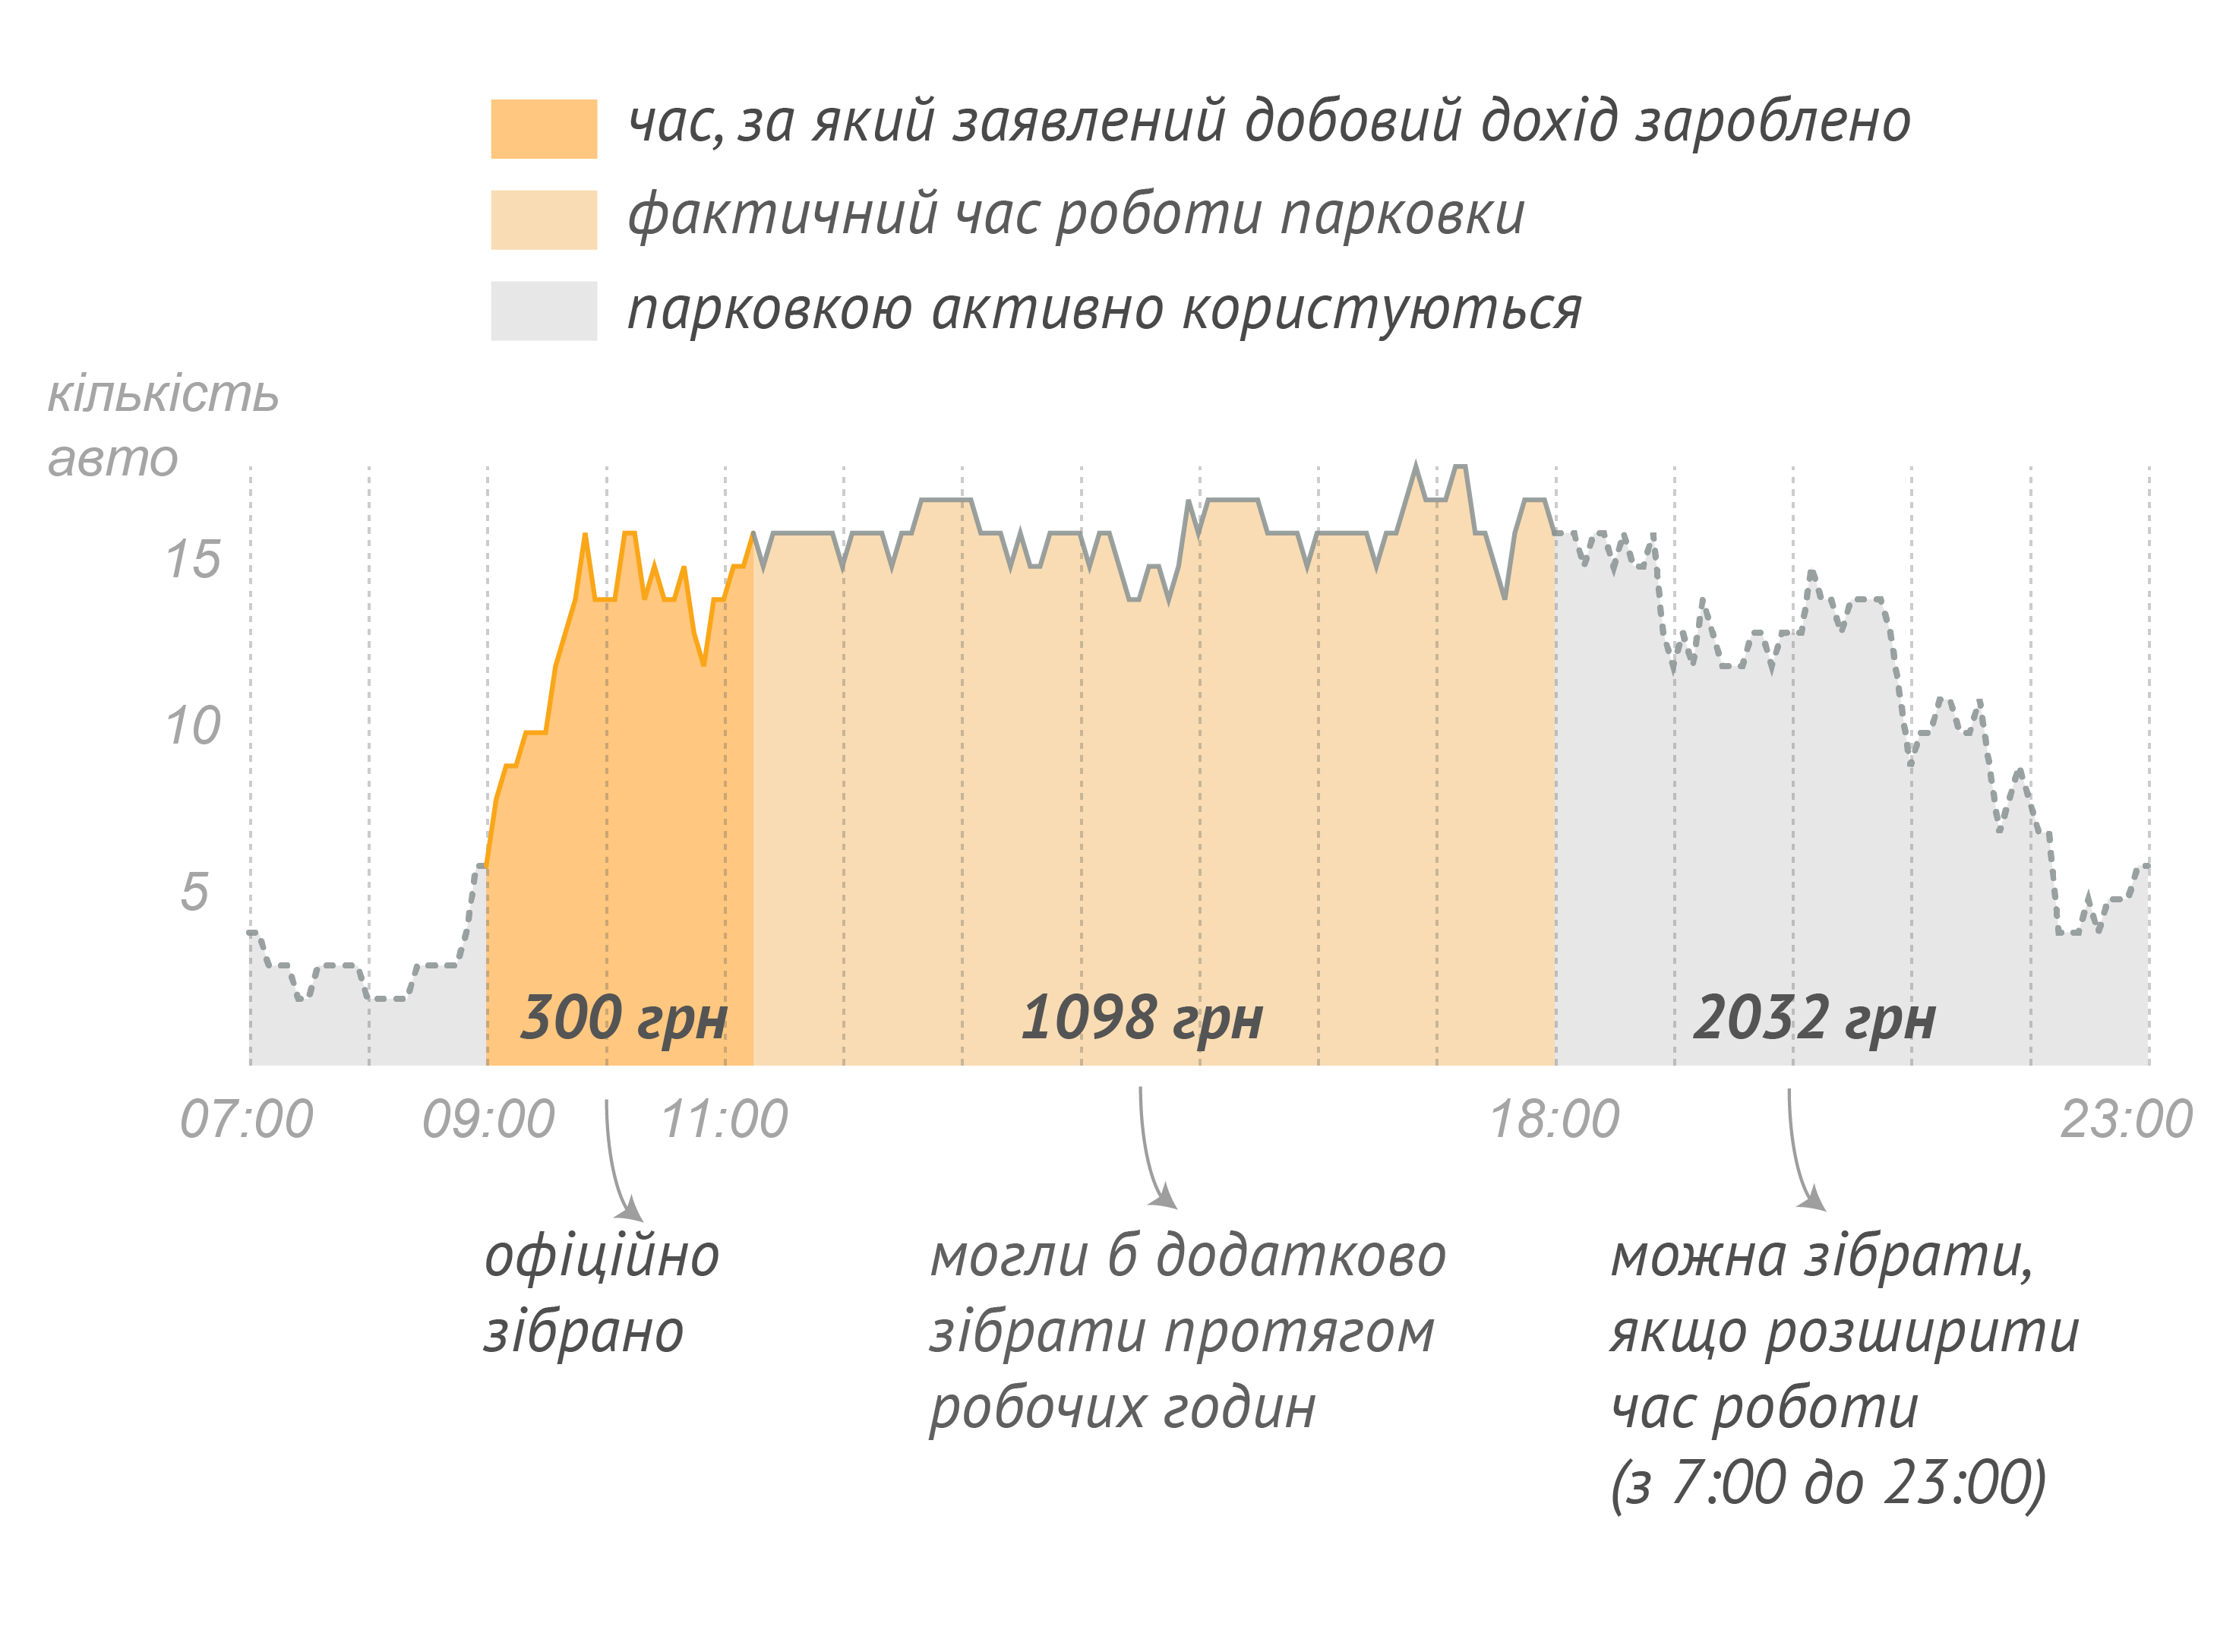 час, за який заявлений добовий дохід зароблено
фактичний час роботи парковки
парковкою активно користуються
кількість
авто
15
10
5
300 грн
1098 грн
2032 грн
07:00
09:00
11:00
18:00
23:00
офіційно
зібрано
могли б додатково
зібрати протягом
робочих годин
можна зібрати,
якщо розширити
час роботи
(з 7:00 до 23:00)